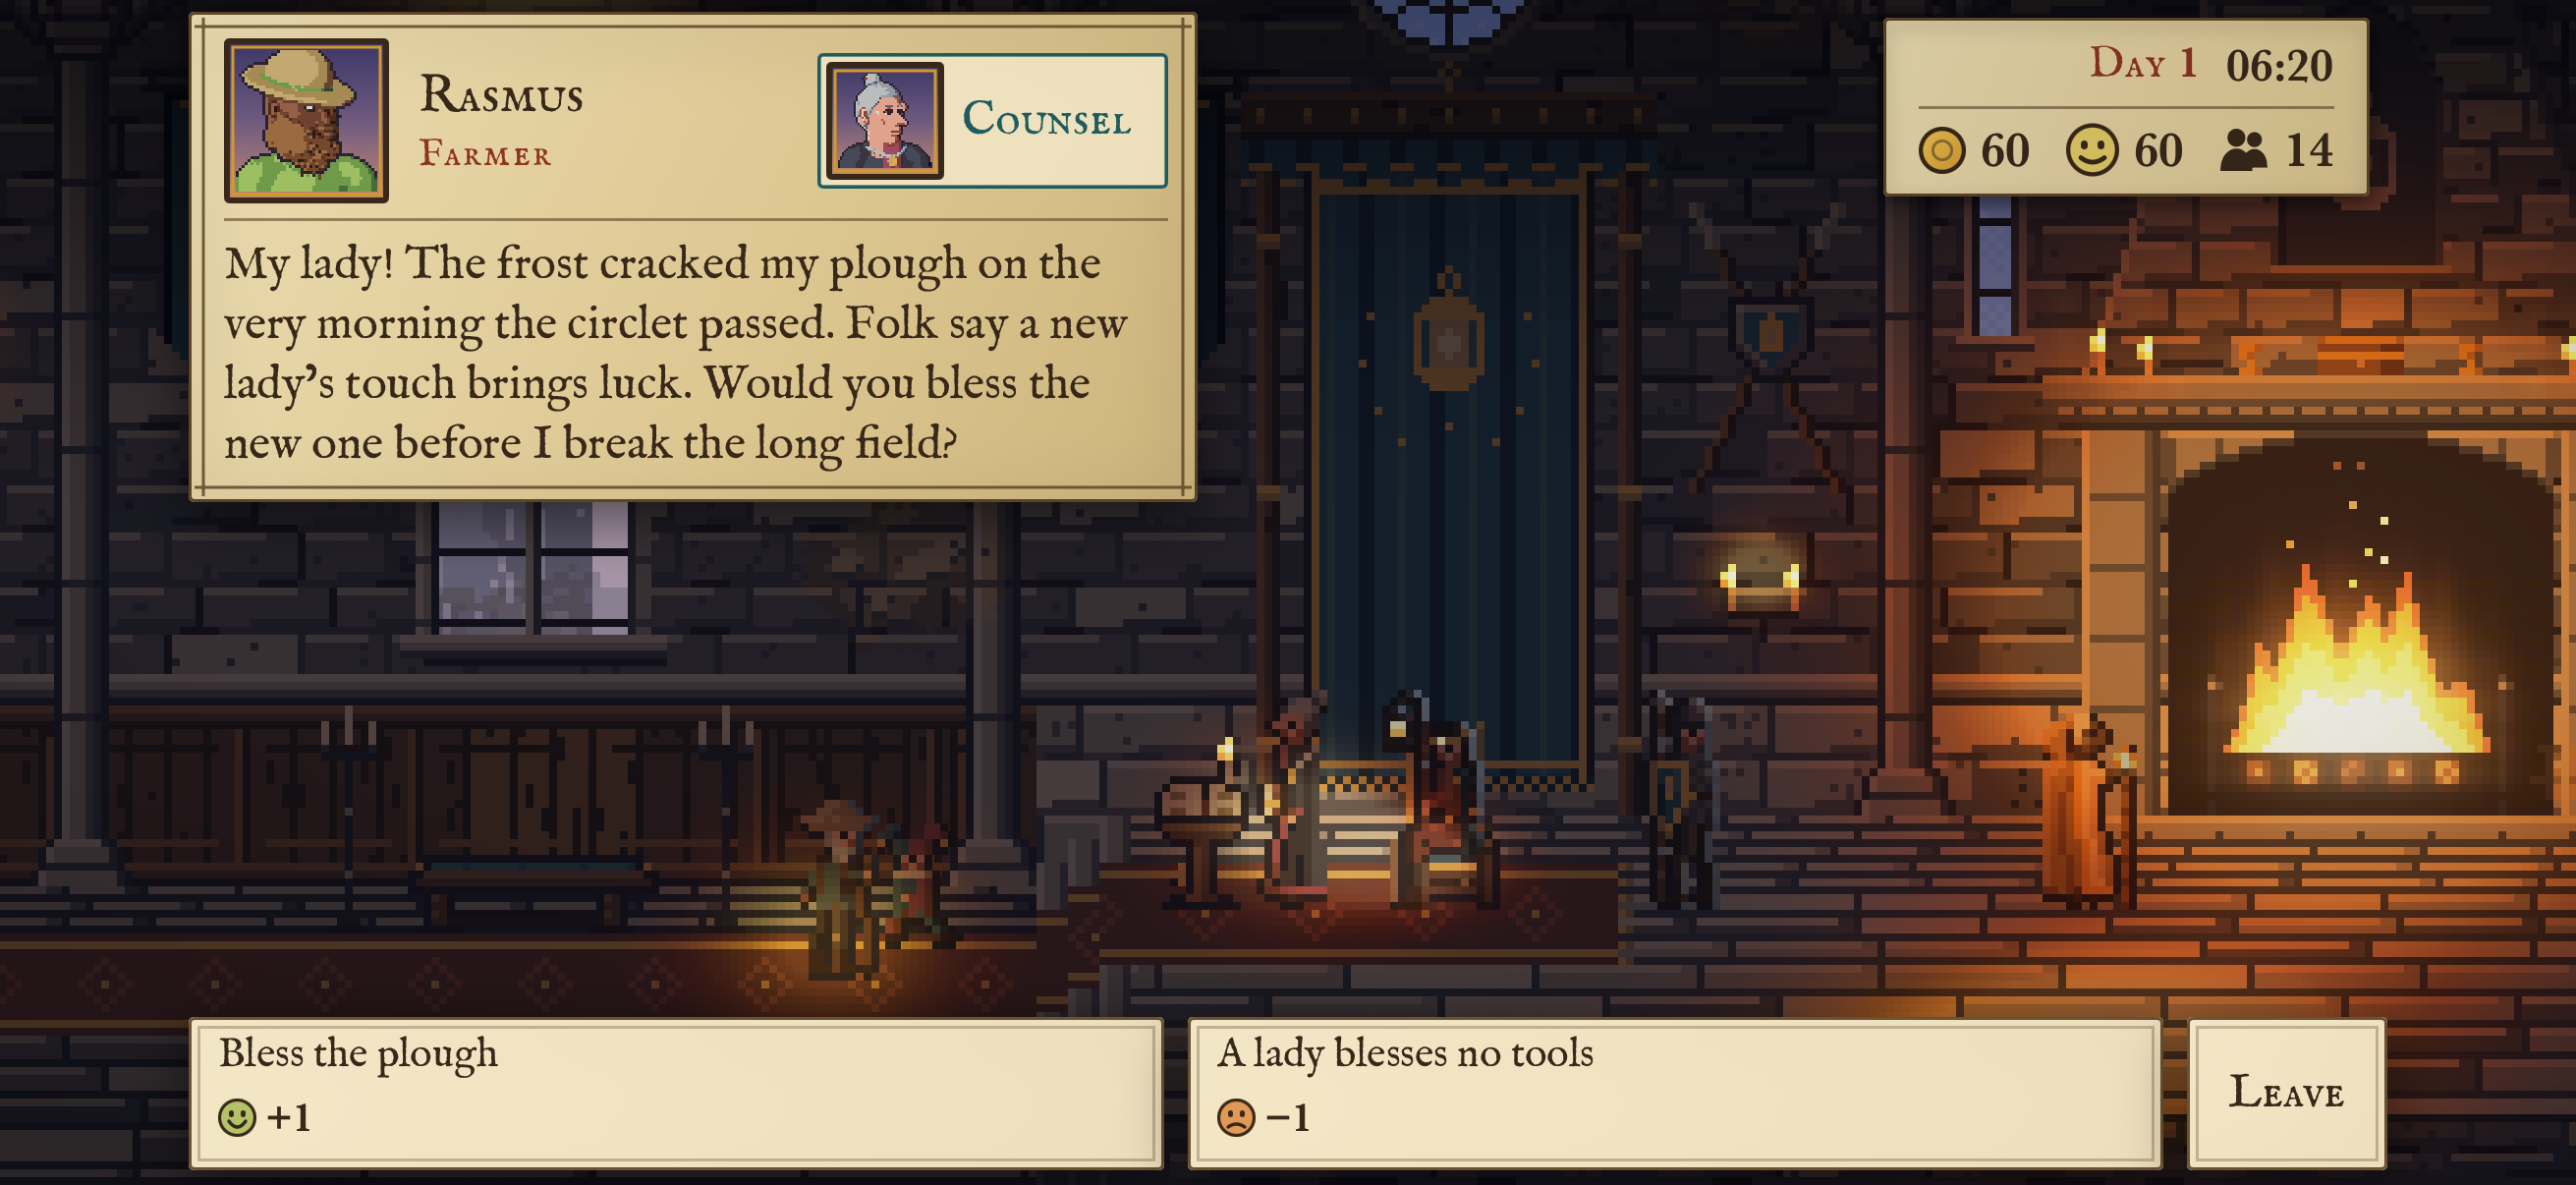 Rasmus
Farmer
Counsel
My lady! The frost cracked my plough on the
very morning the circlet passed. Folk say a new
lady's touch brings luck. Would you bless the
new one before I break the long field?
Day 1 06:20
60 60 14
Bless the plough
+1
A lady blesses no tools
−1
Leave